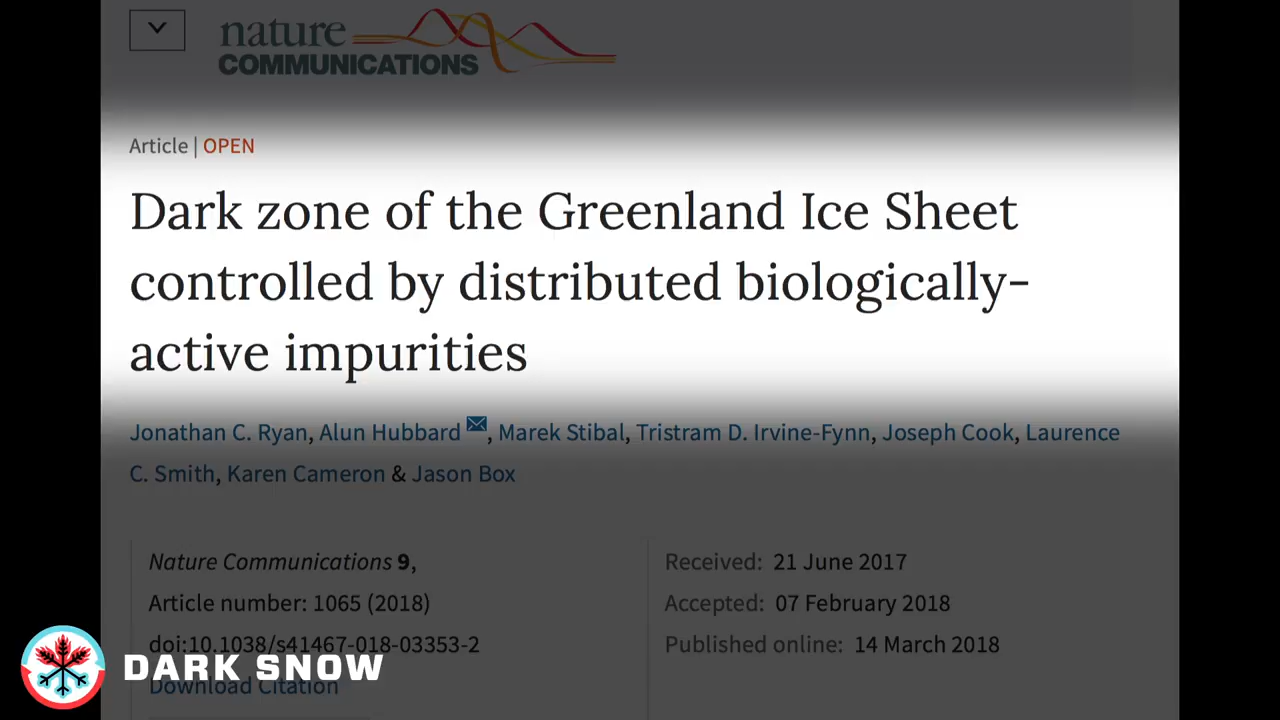 nature
COMMUNICATIONS
Article | OPEN
Dark zone of the Greenland Ice Sheet
controlled by distributed biologically-
active impurities
Jonathan C. Ryan, Alun Hubbard, Marek Stibal, Tristram D. Irvine-Fynn, Joseph Cook, Laurence
C. Smith, Karen Cameron & Jason Box
Nature Communications 9,
Article number: 1065 (2018)
doi:10.1038/s41467-018-03353-2
Download Citation
Received: 21 June 2017
Accepted: 07 February 2018
Published online: 14 March 2018
DARK SNOW